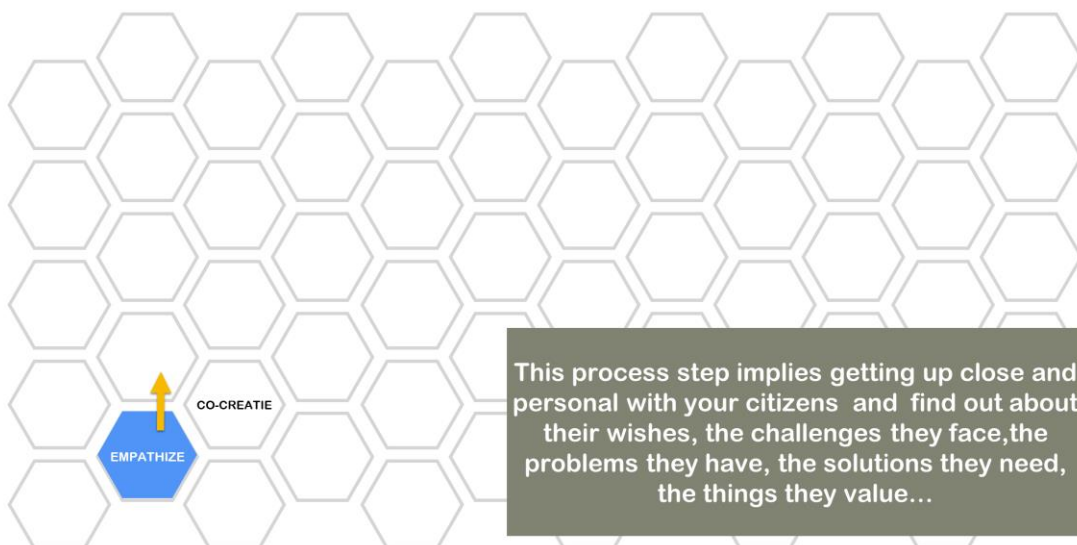 CO-CREATIE
EMPATHIZE
This process step implies getting up close and
personal with your citizens and find out about
their wishes, the challenges they face,the
problems they have, the solutions they need,
the things they value...